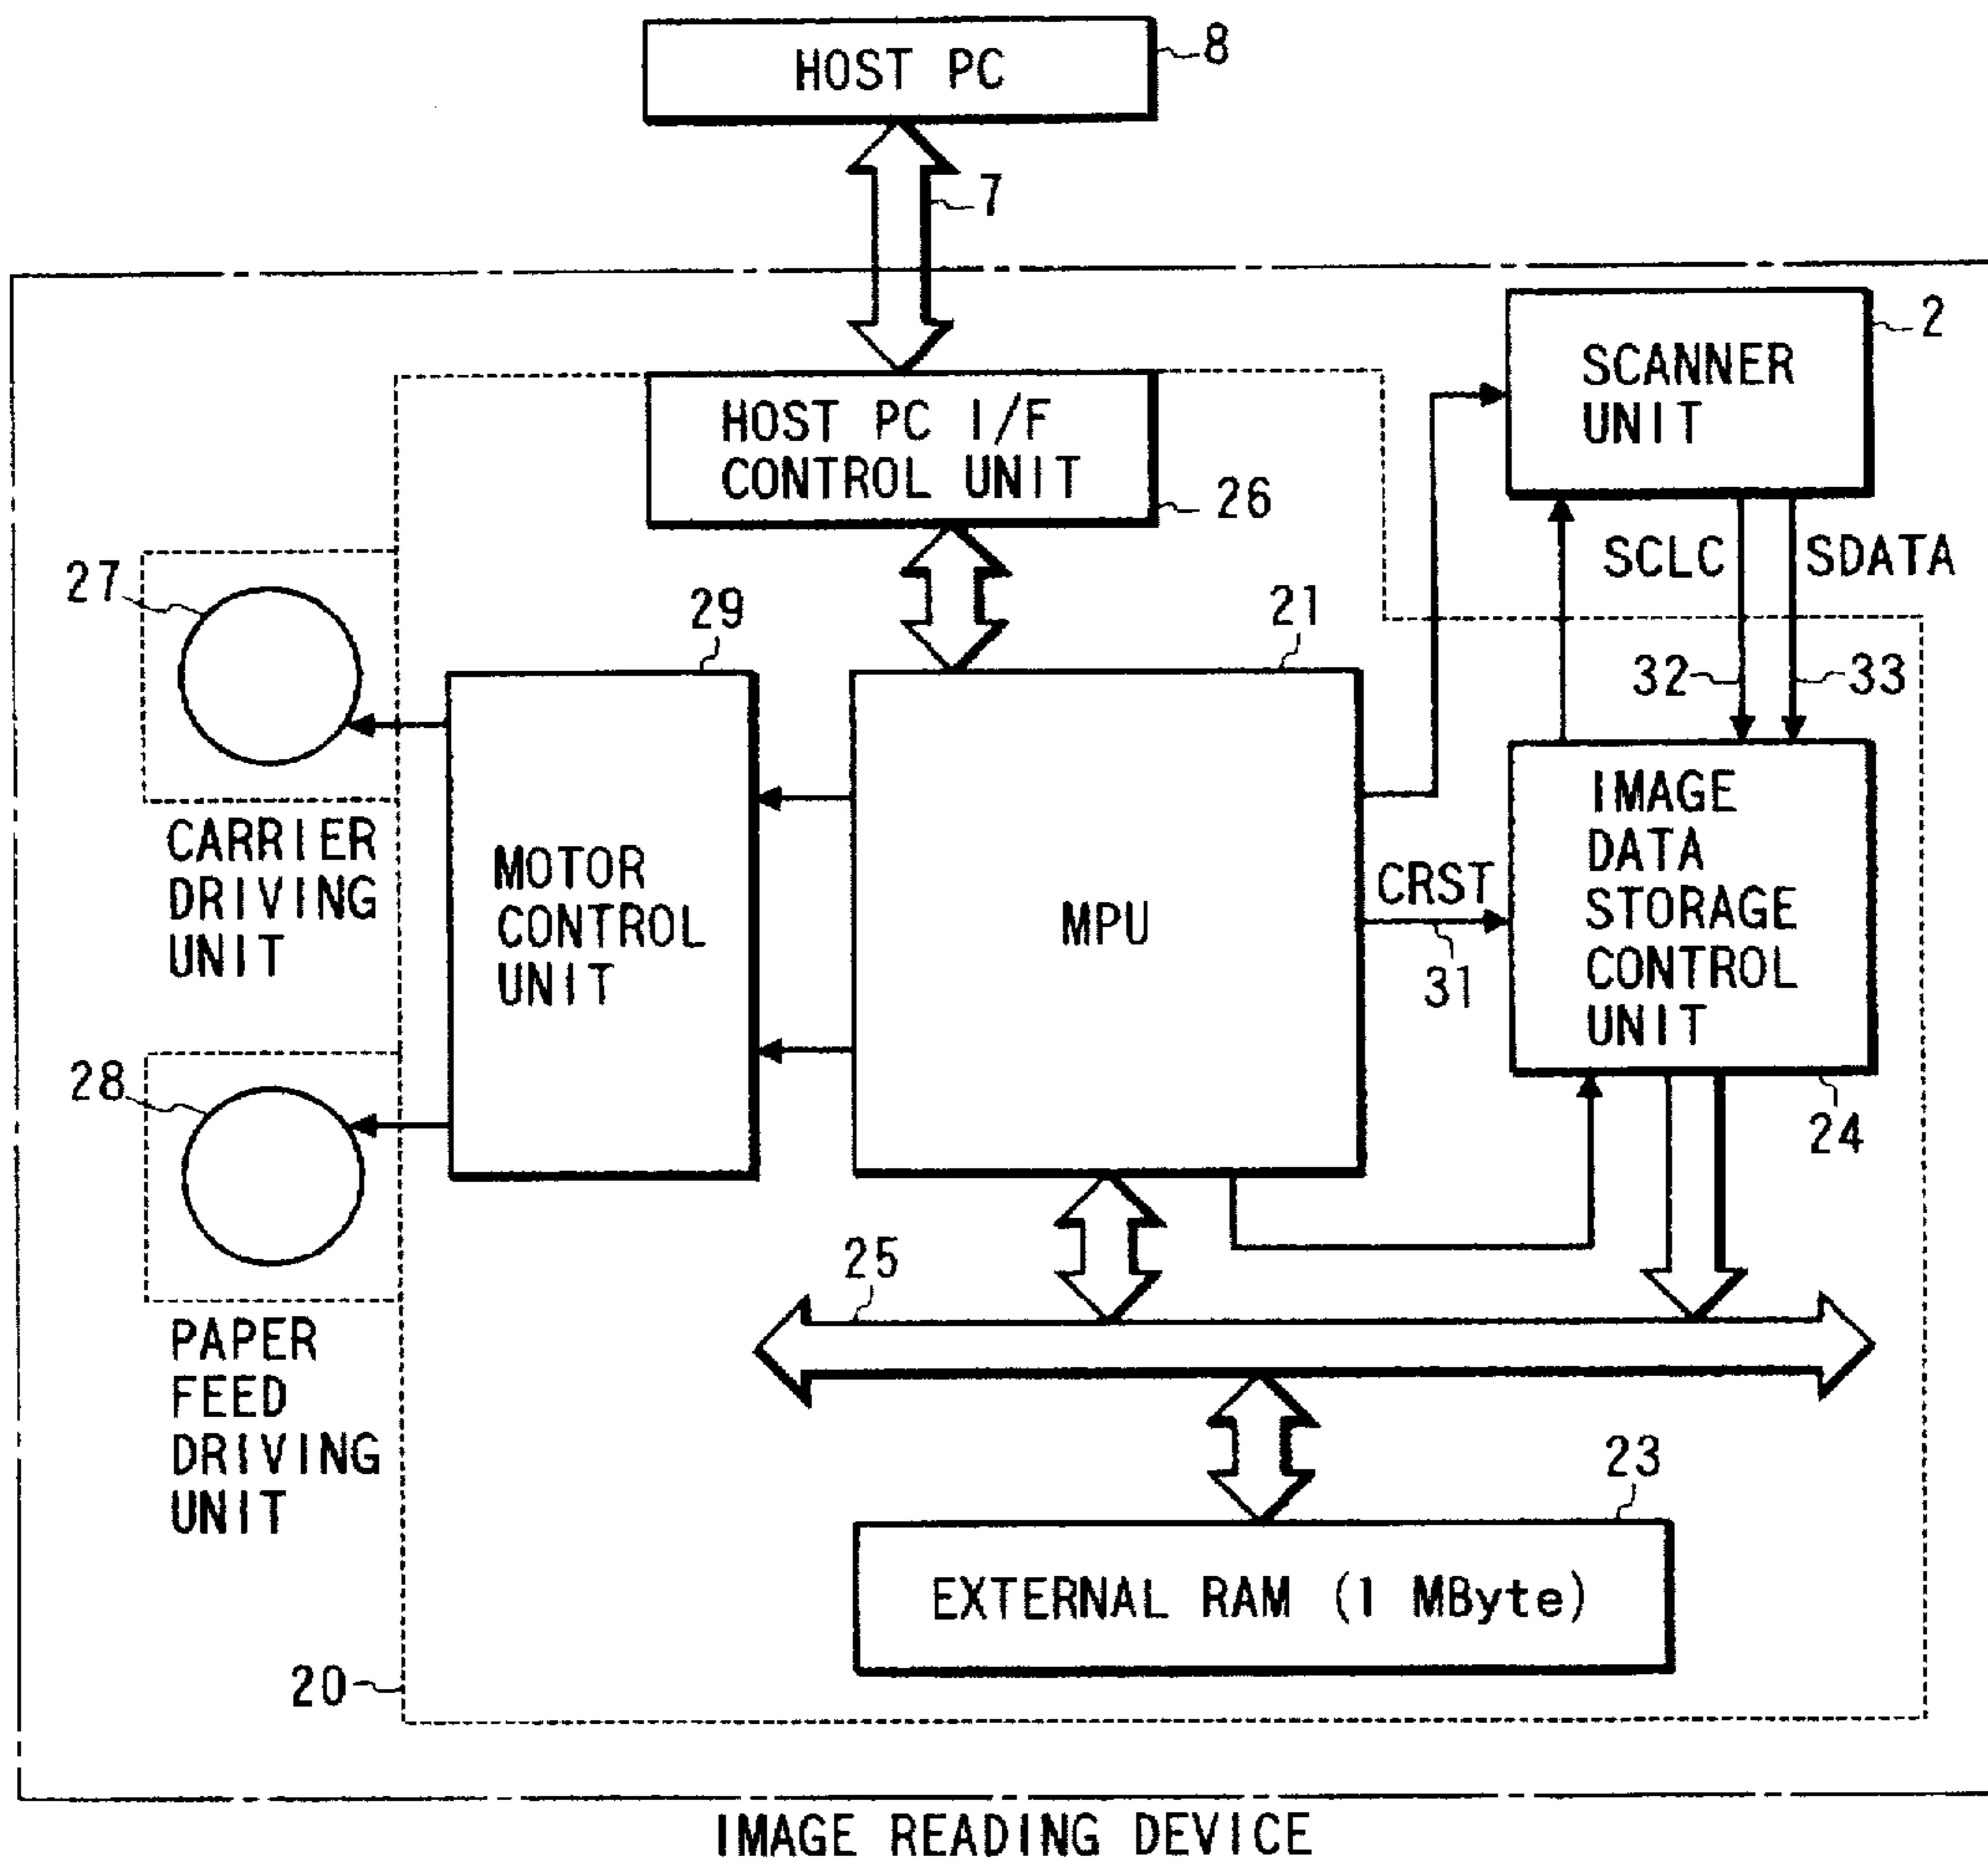 HOST PC
8
7
2
SCANNER
UNIT
HOST PC I/F
CONTROL UNIT
26
SCLC
SDATA
27
29
21
32
33
CARRIER
DRIVING
UNIT
MOTOR
CONTROL
UNIT
MPU
CRST
31
IMAGE
DATA
STORAGE
CONTROL
UNIT
28
24
25
PAPER
FEED
DRIVING
UNIT
23
EXTERNAL RAM (1 MByte)
20
IMAGE READING DEVICE